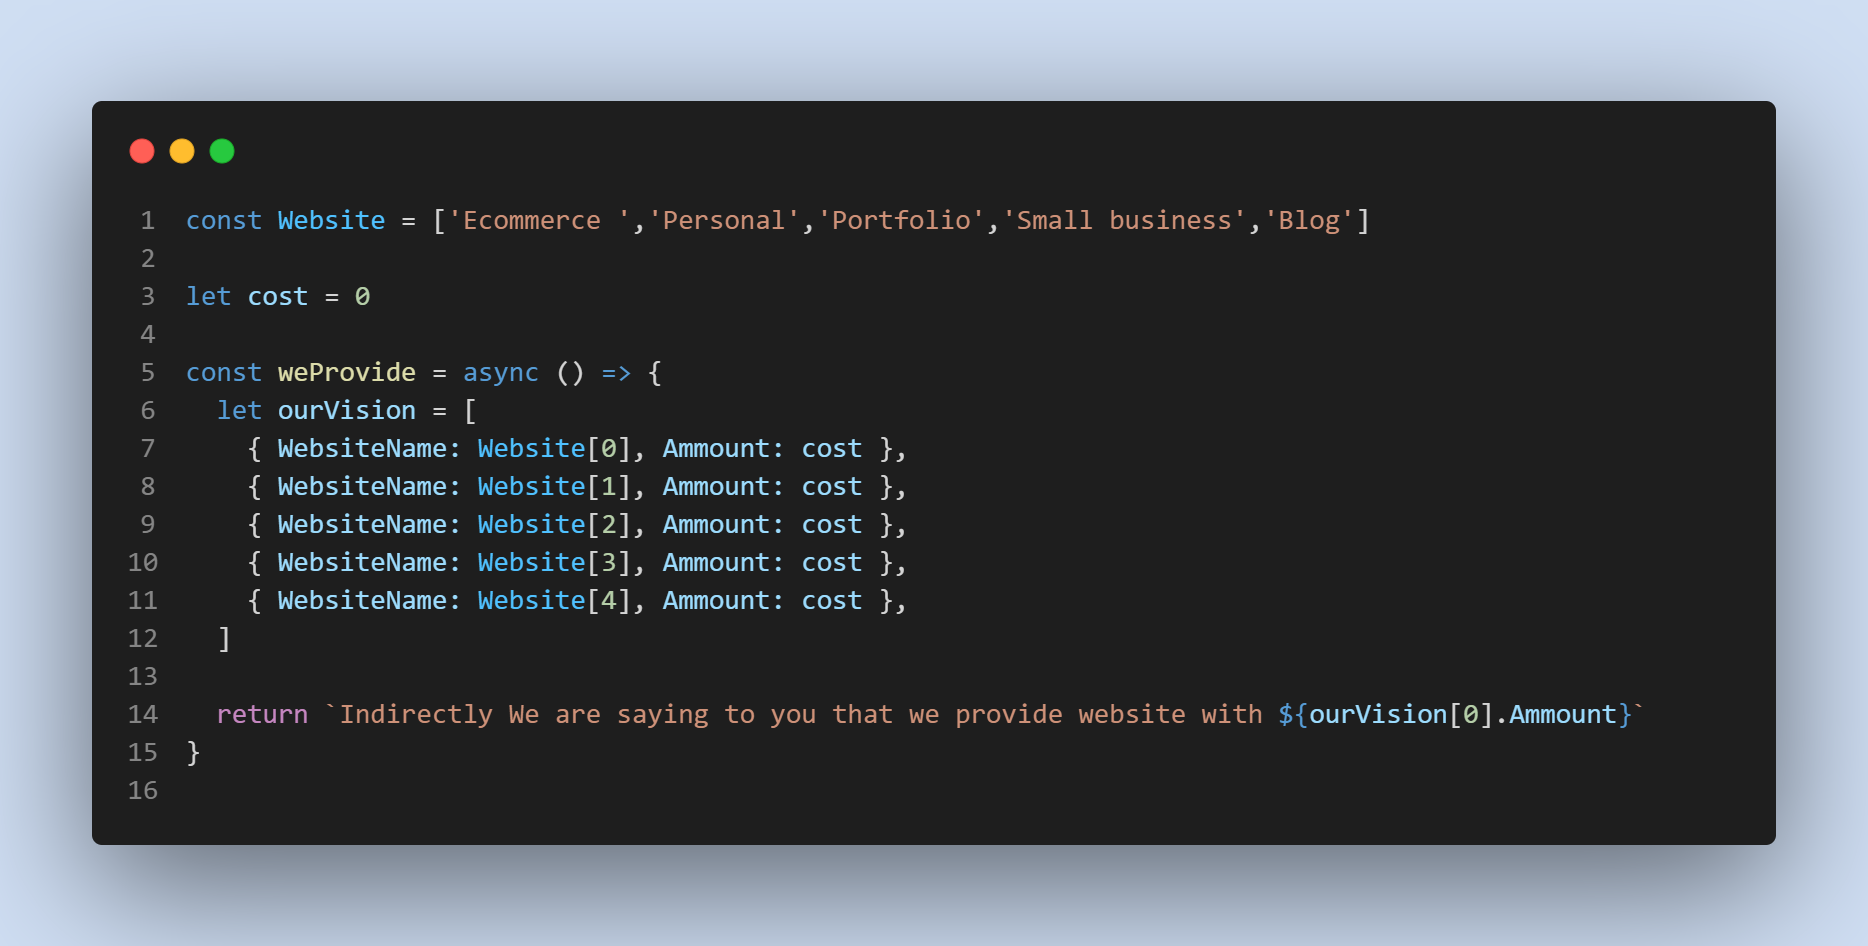 1 const Website = ['Ecommerce ','Personal','Portfolio','Small business','Blog']
2
3 let cost = 0
4
5 const weProvide = async () => {
6   let ourVision = [
7     { WebsiteName: Website[0], Ammount: cost },
8     { WebsiteName: Website[1], Ammount: cost },
9     { WebsiteName: Website[2], Ammount: cost },
10     { WebsiteName: Website[3], Ammount: cost },
11     { WebsiteName: Website[4], Ammount: cost },
12   ]
13
14   return `Indirectly We are saying to you that we provide website with ${ourVision[0].Ammount}`
15 }
16